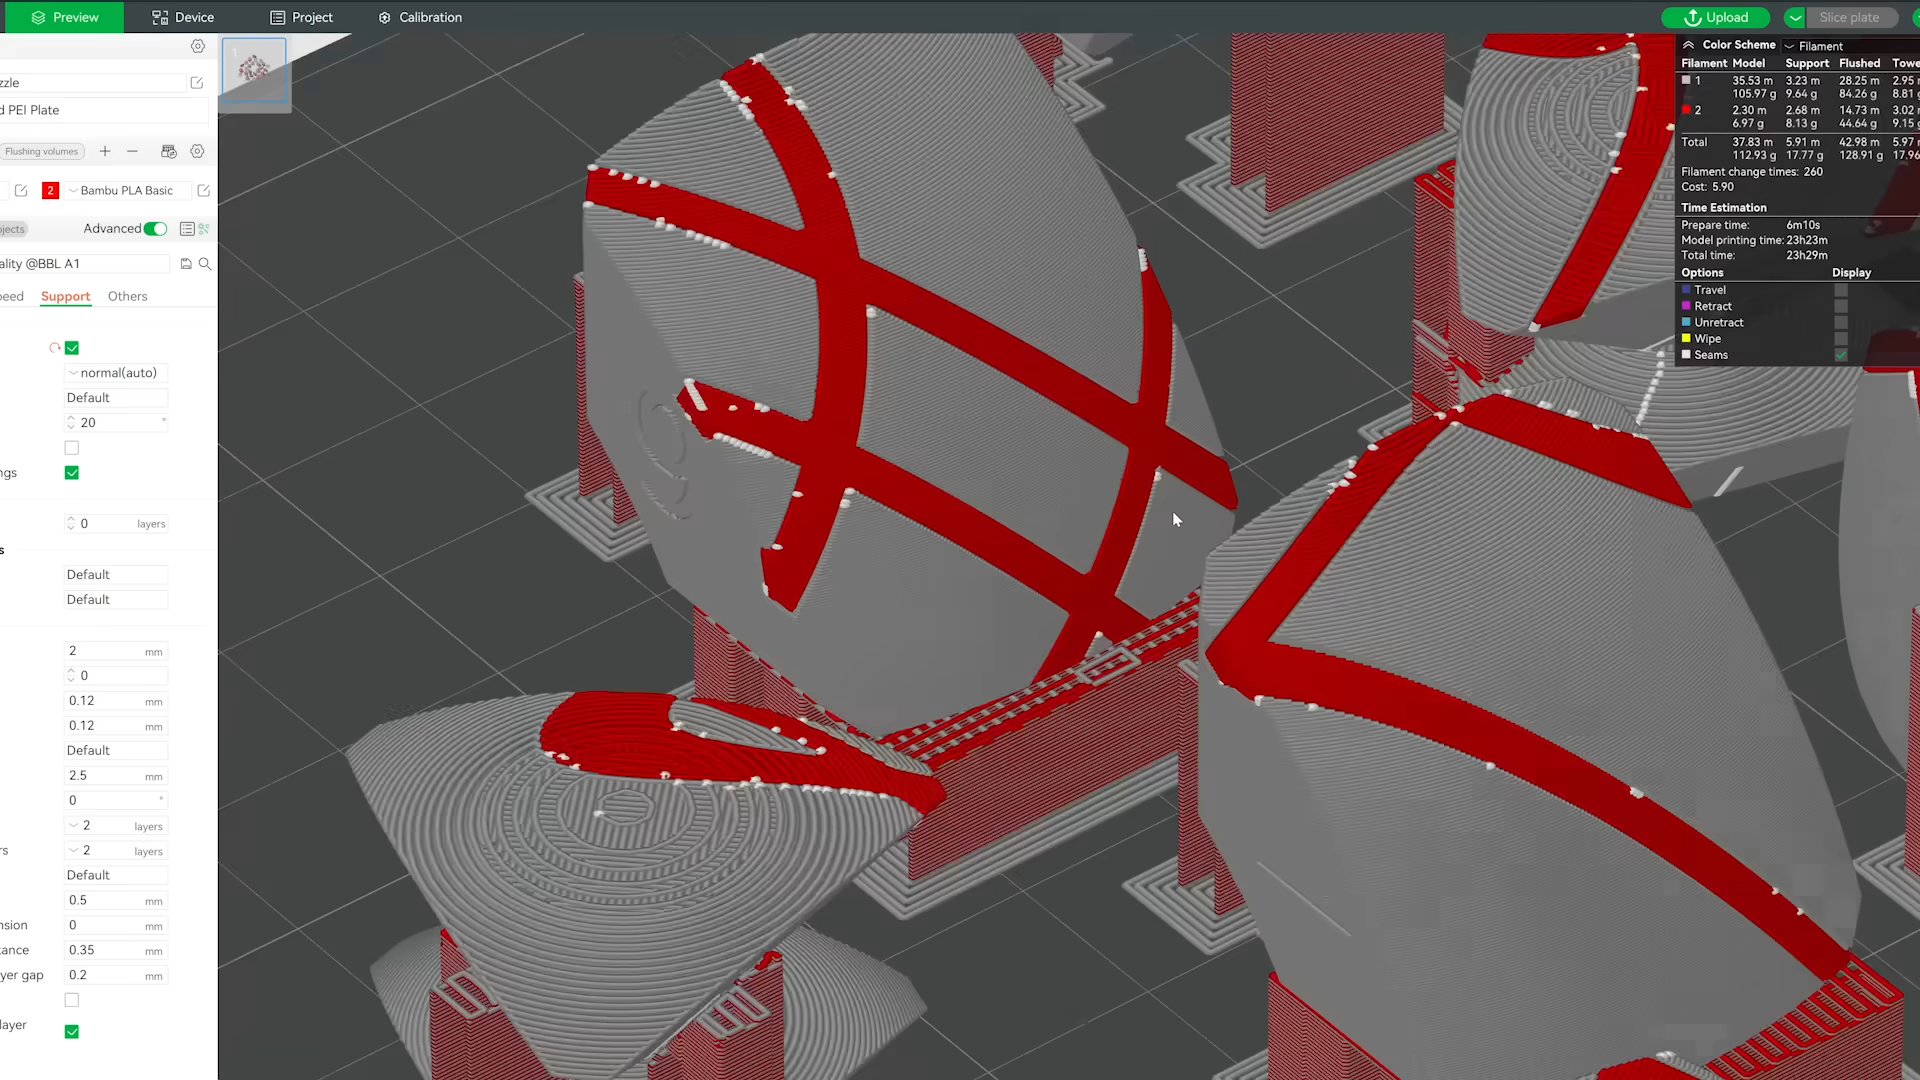 Preview Device Project Calibration Upload Slice plate
1
zzle
d PEI Plate
Flushing volumes
2 Bambu PLA Basic
jects Advanced
ality @BBL A1
peed Support Others
normal(auto)
Default
20 °
ngs
0 layers
s
Default
Default
2 mm
0
0.12 mm
0.12 mm
Default
2.5 mm
0 °
2 layers
rs 2 layers
Default
0.5 mm
nsion 0 mm
tance 0.35 mm
yer gap 0.2 mm
layer
Color Scheme Filament
Filament Model Support Flushed Towe
1 35.53 m 3.23 m 28.25 m 2.95 m
105.97 g 9.64 g 84.26 g 8.81 g
2 2.30 m 2.68 m 14.73 m 3.02 m
6.97 g 8.13 g 44.64 g 9.15 g
Total 37.83 m 5.91 m 42.98 m 5.97
112.93 g 17.77 g 128.91 g 17.96
Filament change times: 260
Cost: 5.90
Time Estimation
Prepare time: 6m10s
Model printing time: 23h23m
Total time: 23h29m
Options Display
Travel
Retract
Unretract
Wipe
Seams